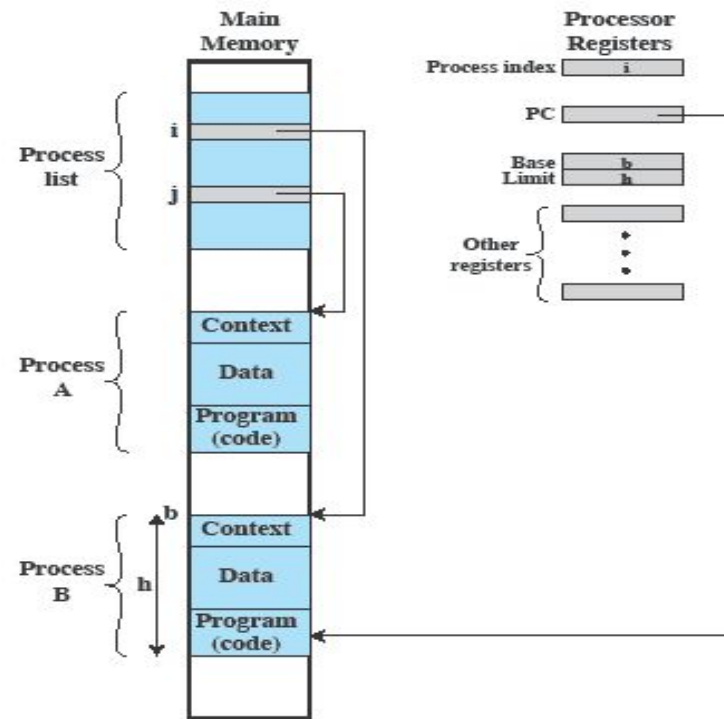 Main
Memory
Process
list
i
j
Process
A
Context
Data
Program
(code)
Process
B
b
h
Context
Data
Program
(code)
Processor
Registers
Process index
i
PC
Base
b
Limit
h
Other
registers